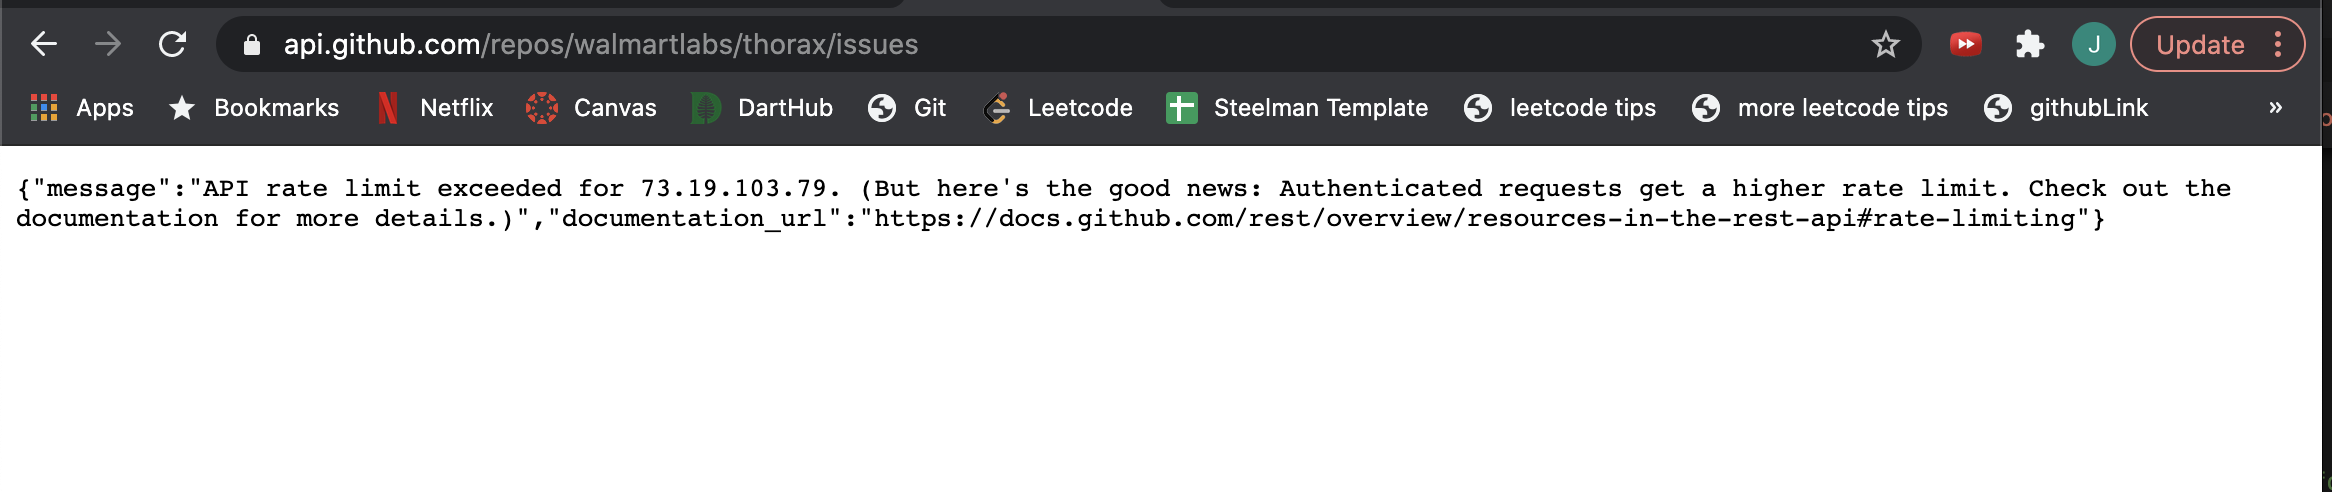 api.github.com/repos/walmartlabs/thorax/issues J Update
Apps Bookmarks Netflix Canvas DartHub Git Leetcode Steelman Template leetcode tips more leetcode tips githubLink »
{"message":"API rate limit exceeded for 73.19.103.79. (But here's the good news: Authenticated requests get a higher rate limit. Check out the
documentation for more details.)","documentation_url":"https://docs.github.com/rest/overview/resources-in-the-rest-api#rate-limiting"}